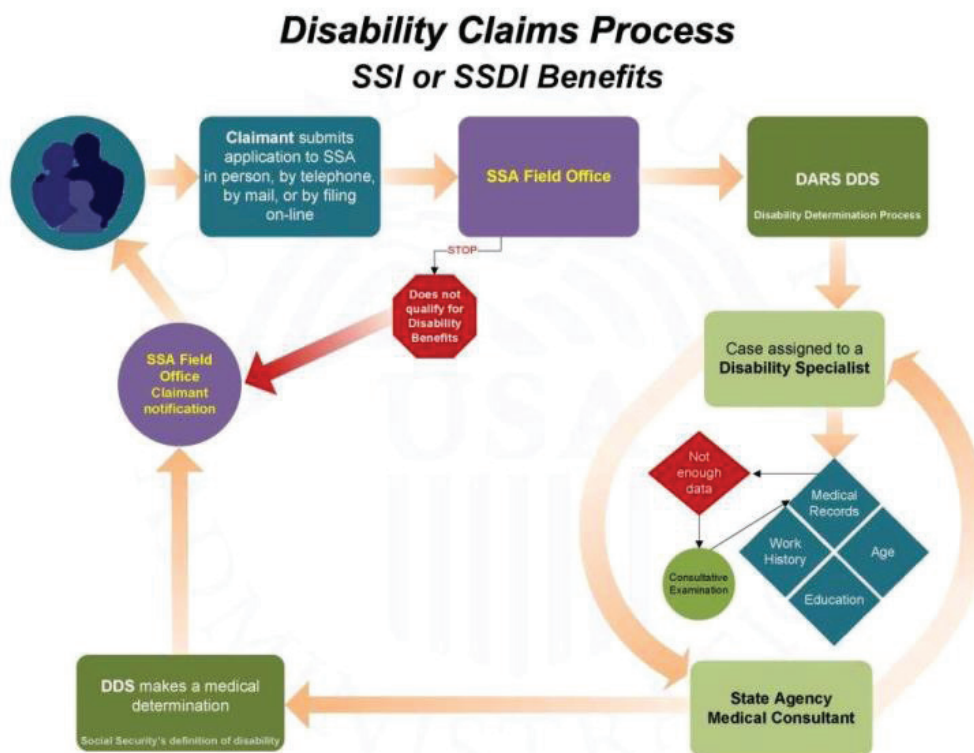 Disability Claims Process
SSI or SSDI Benefits
Claimant submits
application to SSA
in person, by telephone,
by mail, or by filing
on-line
SSA Field Office
DARS DDS
Disability Determination Process
STOP
Does not
qualify for
Disability
Benefits
SSA Field
Office
Claimant
notification
Case assigned to a
Disability Specialist
Not
enough
data
Medical
Records
Work
History
Age
Education
Consultative
Examination
State Agency
Medical Consultant
DDS makes a medical
determination
Social Security's definition of disability
USA